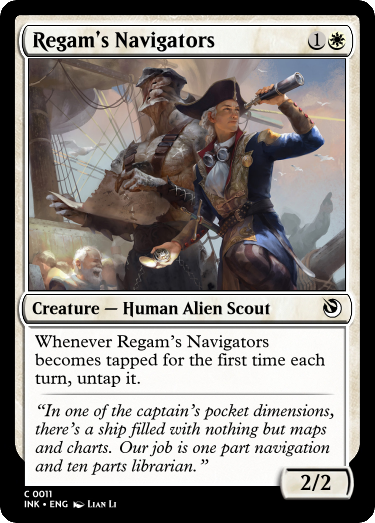 Regam's Navigators 1
Creature — Human Alien Scout
Whenever Regam's Navigators
becomes tapped for the first time each
turn, untap it.
“In one of the captain's pocket dimensions,
there's a ship filled with nothing but maps
and charts. Our job is one part navigation
and ten parts librarian.”
2/2
C 0011
INK • ENG Lian Li